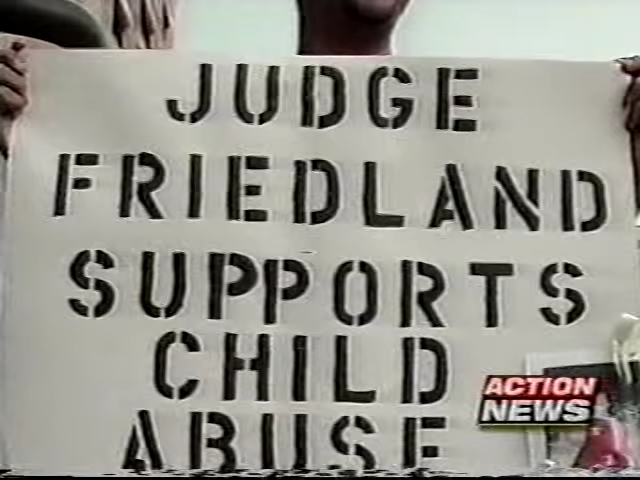 JUDGE
FRIEDLAND
SUPPORTS
CHILD
ABUSE
ACTION
NEWS